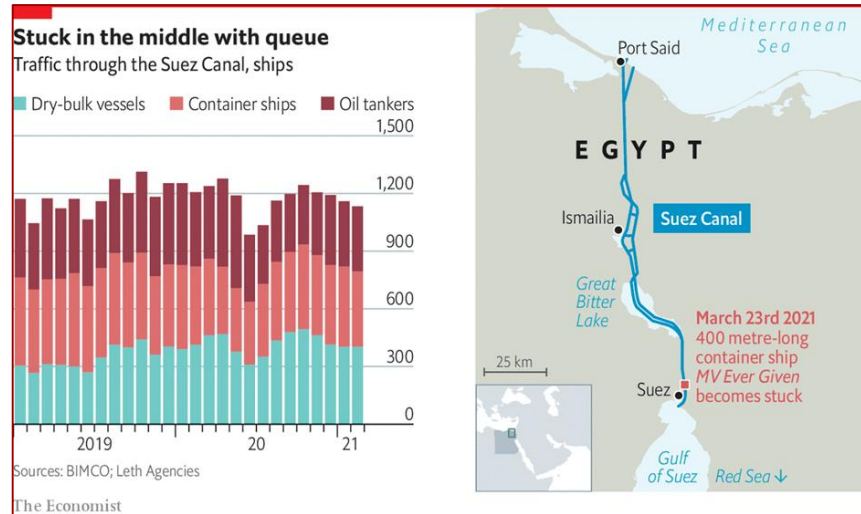 Stuck in the middle with queue
Traffic through the Suez Canal, ships
Dry-bulk vessels Container ships Oil tankers
1,500
1,200
900
600
300
0
2019 20 21
Sources: BIMCO; Leth Agencies
The Economist
Mediterranean
Sea
Port Said
EGYPT
Ismailia
Suez Canal
Great
Bitter
Lake
March 23rd 2021
400 metre-long
container ship
MV Ever Given
becomes stuck
25 km
Suez
Gulf
of Suez
Red Sea ↓